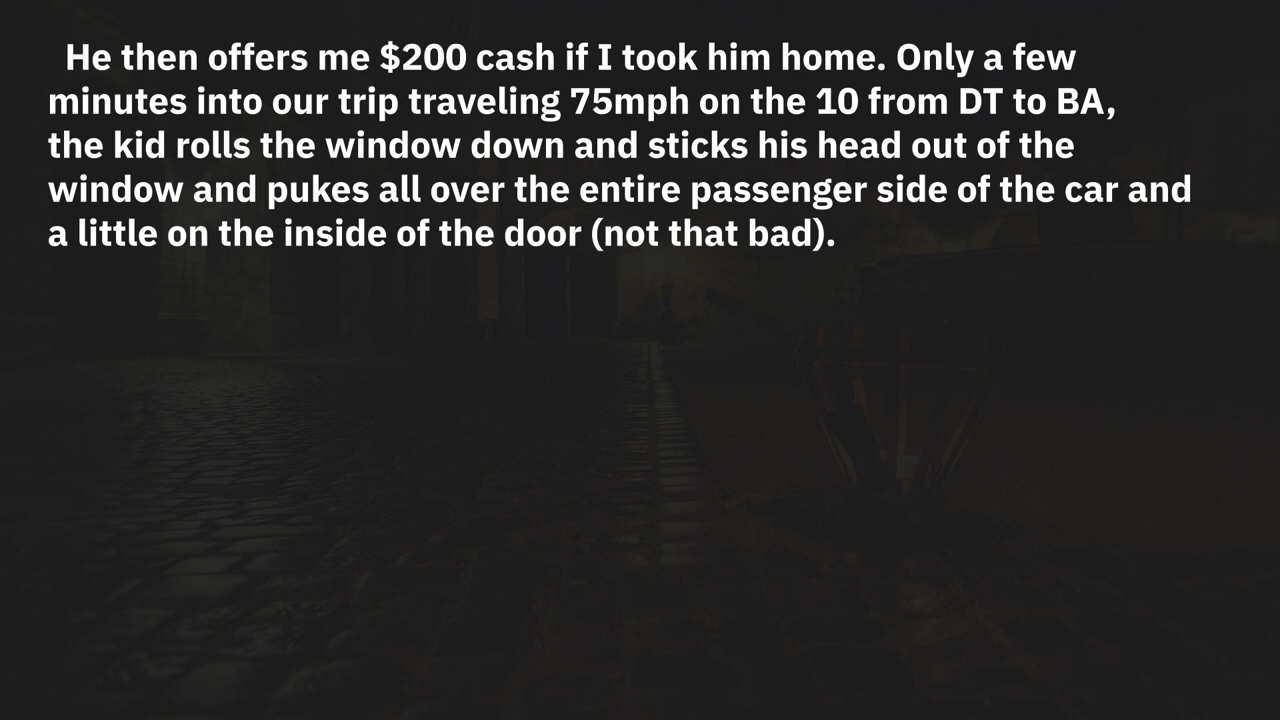 He then offers me $200 cash if I took him home. Only a few
minutes into our trip traveling 75mph on the 10 from DT to BA,
the kid rolls the window down and sticks his head out of the
window and pukes all over the entire passenger side of the car and
a little on the inside of the door (not that bad).